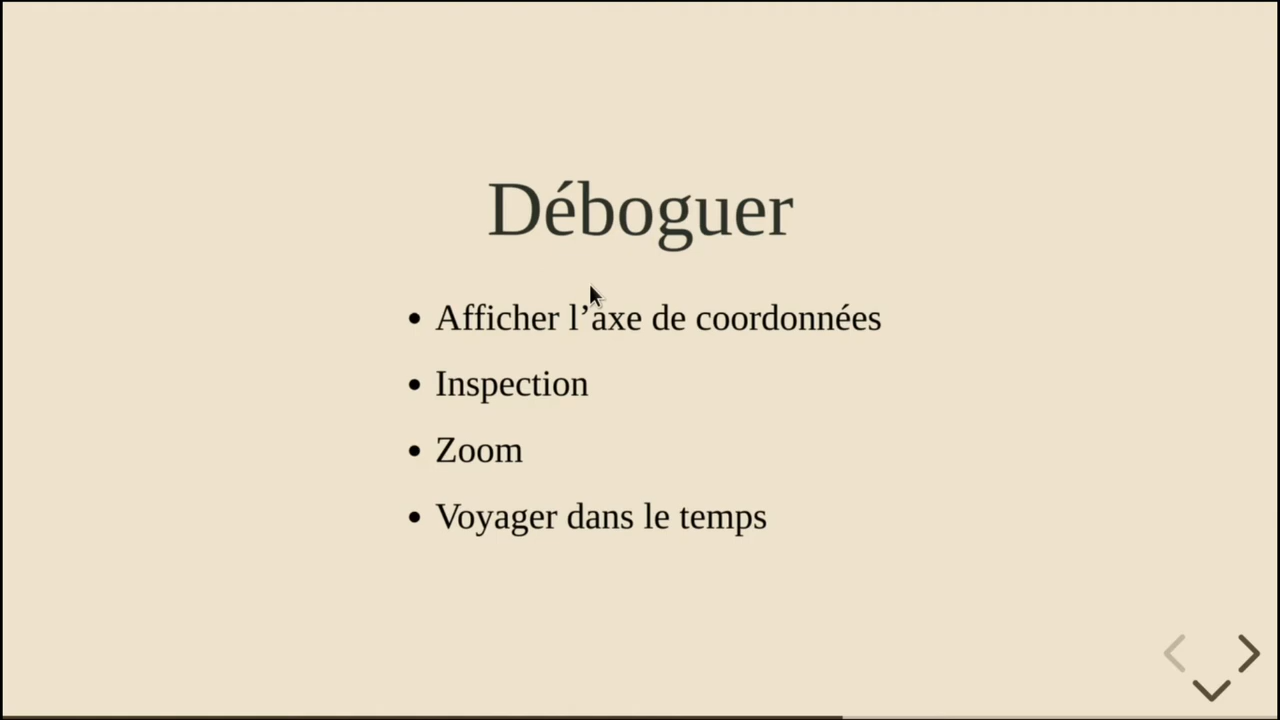 Déboguer
• Afficher l’axe de coordonnées
• Inspection
• Zoom
• Voyager dans le temps